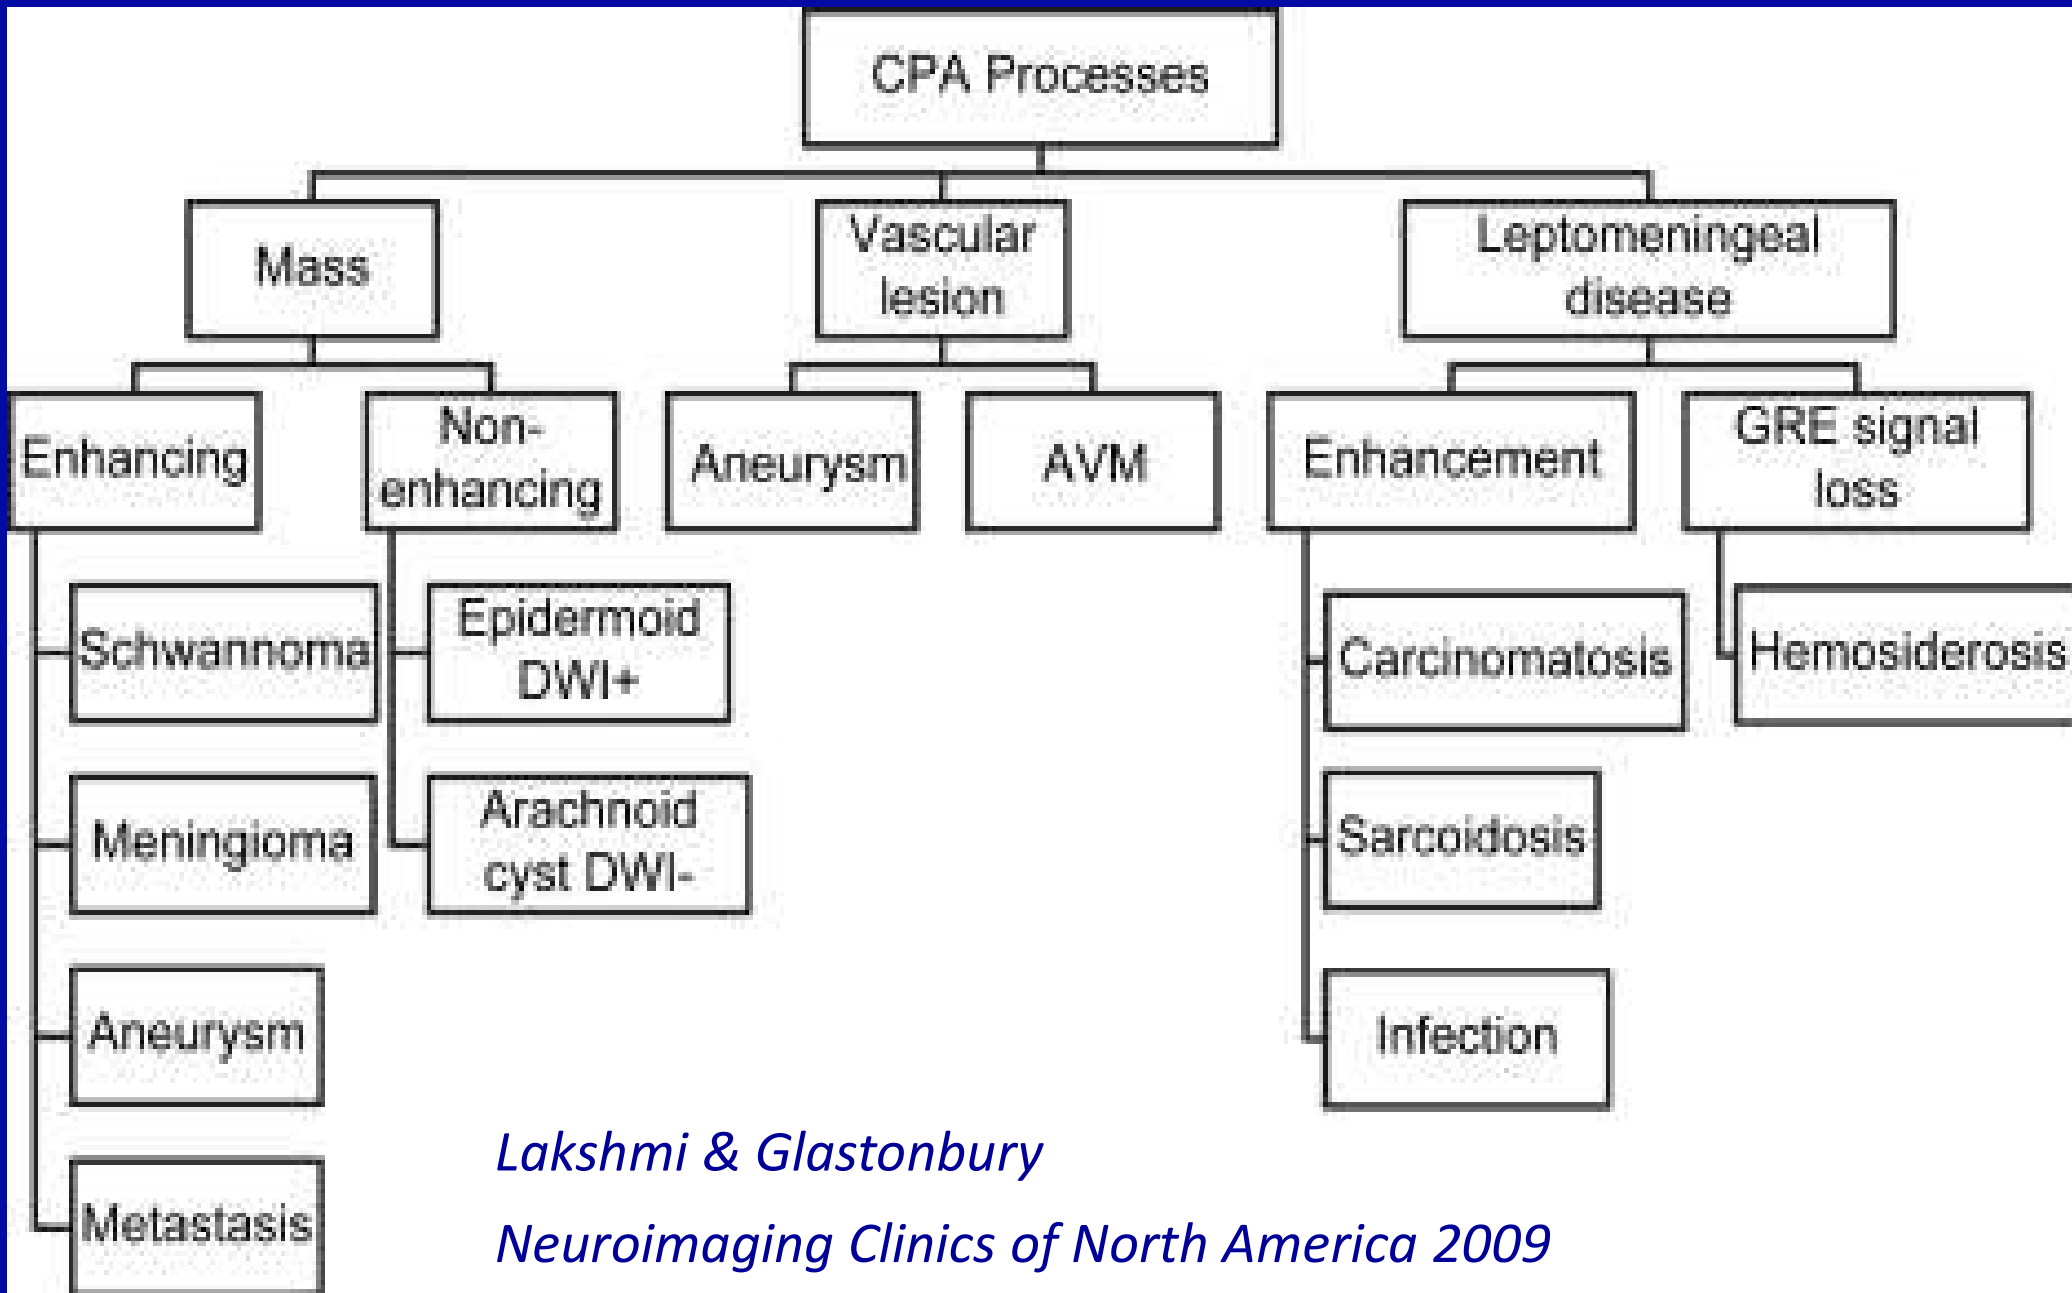 CPA Processes
Mass
Vascular
lesion
Leptomeningeal
disease
Enhancing
Non-
enhancing
Aneurysm
AVM
Enhancement
GRE signal
loss
Schwannoma
Epidermoid
DWI+
Carcinomatosis
Hemosiderosis
Meningioma
Arachnoid
cyst DWI-
Sarcoidosis
Aneurysm
Infection
Metastasis
Lakshmi & Glastonbury
Neuroimaging Clinics of North America 2009